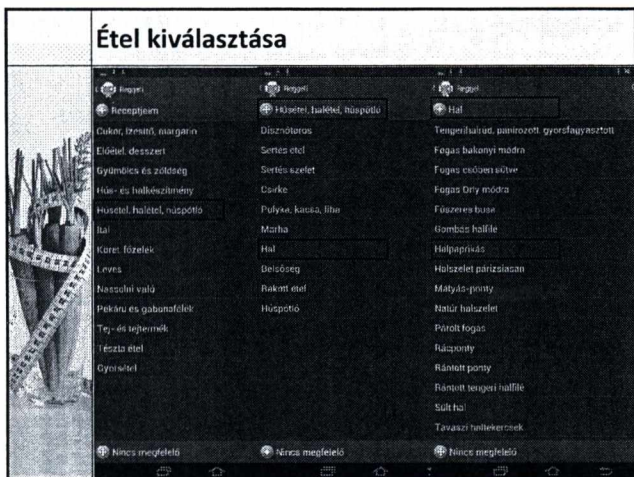 Étel kiválasztása
Reggeli
Receptjeim
Cukor, ízesítő, margarin
Előétel, desszert
Gyümölcs és zöldség
Hús- és halkészítmény
Húsétel, halétel, húspótló
Ital
Köret, főzelék
Leves
Nassolni való
Pékáru és gabonafélék
Tej- és tejtermék
Tészta étel
Gyorsétel
Nincs megfelelő
Reggeli
Húsétel, halétel, húspótló
Disznótoros
Sertés étel
Sertés szelet
Csirke
Pulyka, kacsa, liba
Marha
Hal
Belsőség
Rakott étel
Húspótló
Nincs megfelelő
Reggeli
Hal
Tengeri halrúd, panírozott, gyorsfagyasztott
Fogas bakonyi módra
Fogas csőben sütve
Fogas Orly módra
Fűszeres busa
Gombás halfilé
Halpaprikás
Halszelet párizsiasan
Mátyás-ponty
Natúr halszelet
Párolt fogas
Rácponty
Rántott ponty
Rántott tengeri halfilé
Sült hal
Tavaszi haltekercsek
Nincs megfelelő